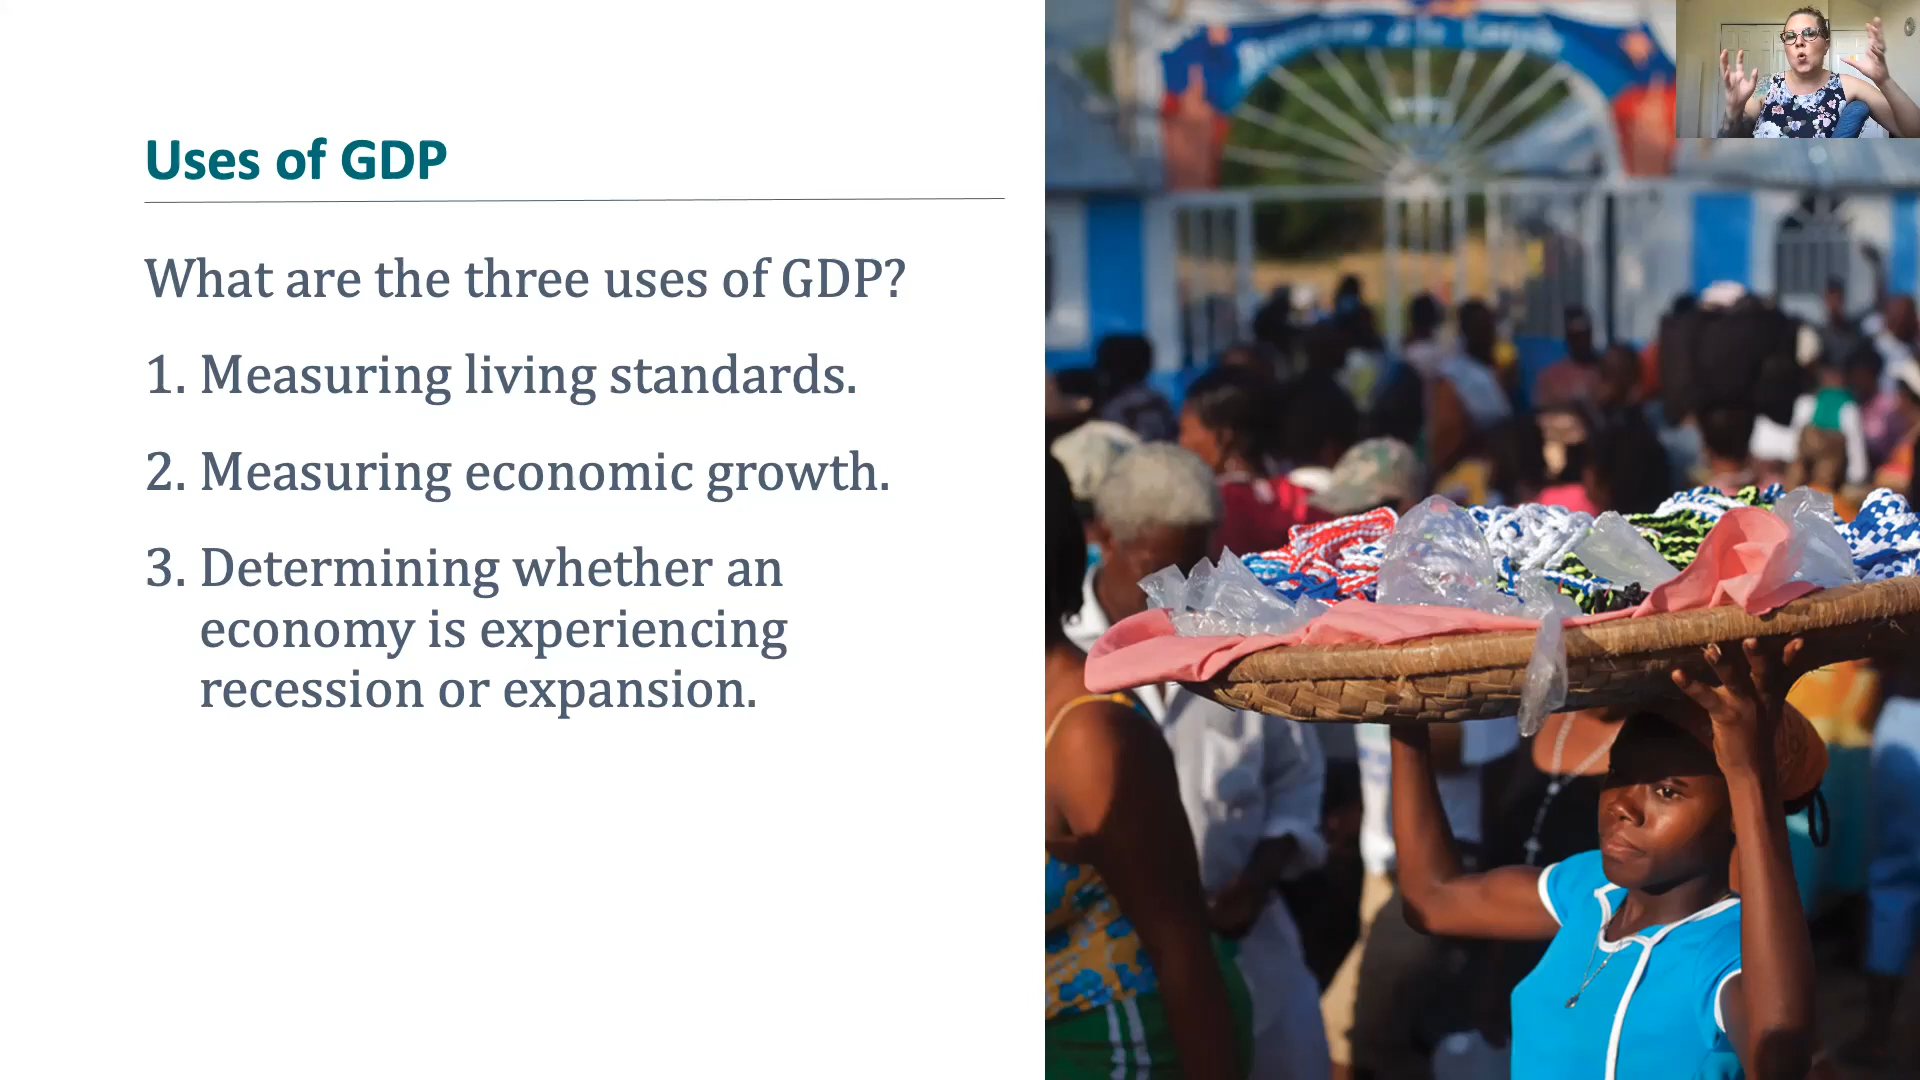 Uses of GDP
What are the three uses of GDP?
1. Measuring living standards.
2. Measuring economic growth.
3. Determining whether an
economy is experiencing
recession or expansion.